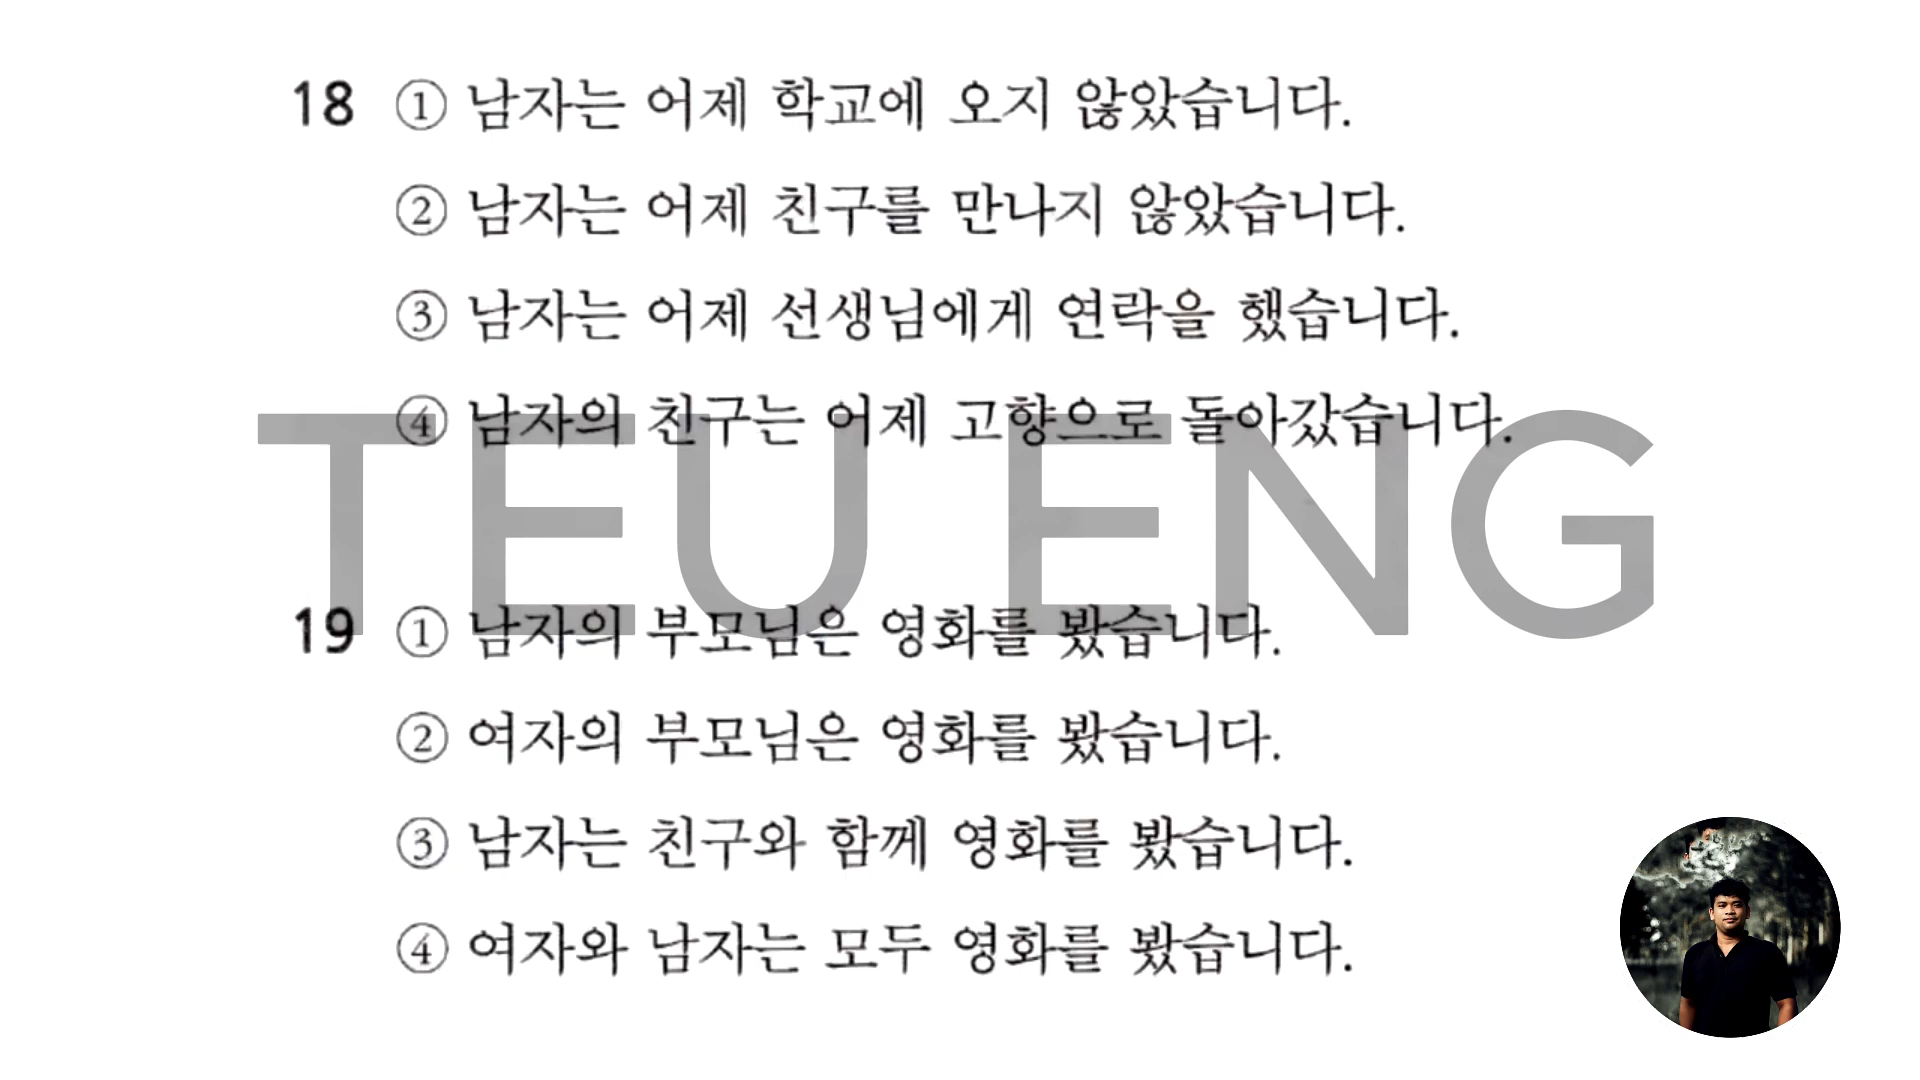 18 ① 남자는 어제 학교에 오지 않았습니다.
② 남자는 어제 친구를 만나지 않았습니다.
③ 남자는 어제 선생님에게 연락을 했습니다.
④ 남자의 친구는 어제 고향으로 돌아갔습니다.
TEU ENG
19 ① 남자의 부모님은 영화를 봤습니다.
② 여자의 부모님은 영화를 봤습니다.
③ 남자는 친구와 함께 영화를 봤습니다.
④ 여자와 남자는 모두 영화를 봤습니다.